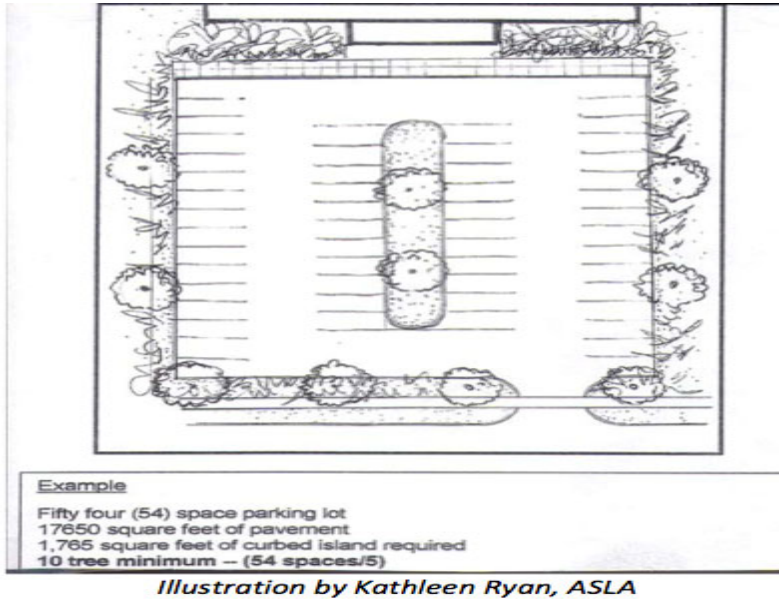 Example
Fifty four (54) space parking lot
17650 square feet of pavement
1,765 square feet of curbed island required
10 tree minimum -- (54 spaces/5)
Illustration by Kathleen Ryan, ASLA